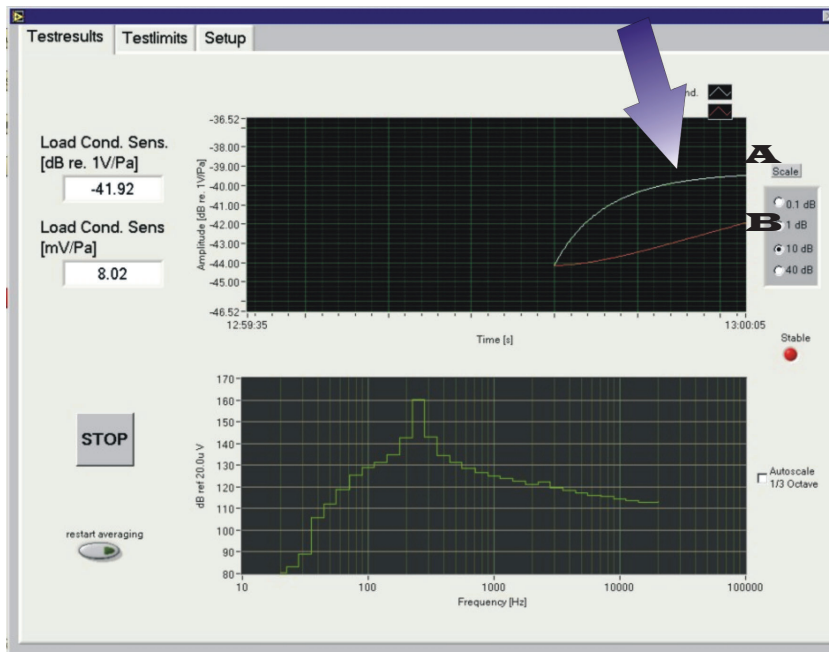 Testresults Testlimits Setup
nd.
Load Cond. Sens.
[dB re. 1V/Pa]
-41.92
Load Cond. Sens
[mV/Pa]
8.02
Amplitude [dB re. 1V/Pa]
-36.52
-38.00
-39.00
-40.00
-41.00
-42.00
-43.00
-44.00
-45.00
-46.52
12:59:35
13:00:05
Time [s]
A
B
Scale
0.1 dB
1 dB
10 dB
40 dB
Stable
STOP
restart averaging
dB ref 20.0u V
170
160
150
140
130
120
110
100
90
80
10
100
1000
10000
100000
Frequency [Hz]
Autoscale
1/3 Octave